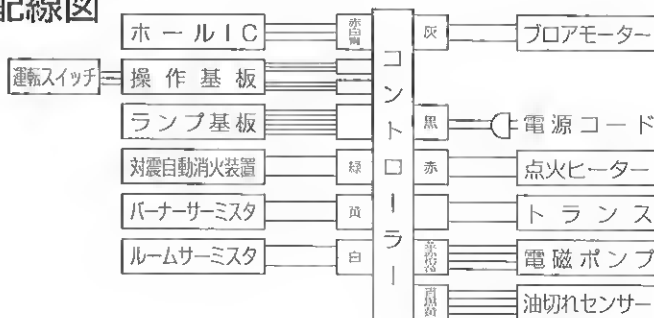 配線図
ホールIC
赤
白
青
灰
ブロアモーター
運転スイッチ
操作基板
コントローラー
ランプ基板
黒
電源コード
対震自動消火装置
緑
赤
点火ヒーター
バーナーサーミスタ
黄
トランス
ルームサーミスタ
白
電磁ポンプ
油切れセンサー